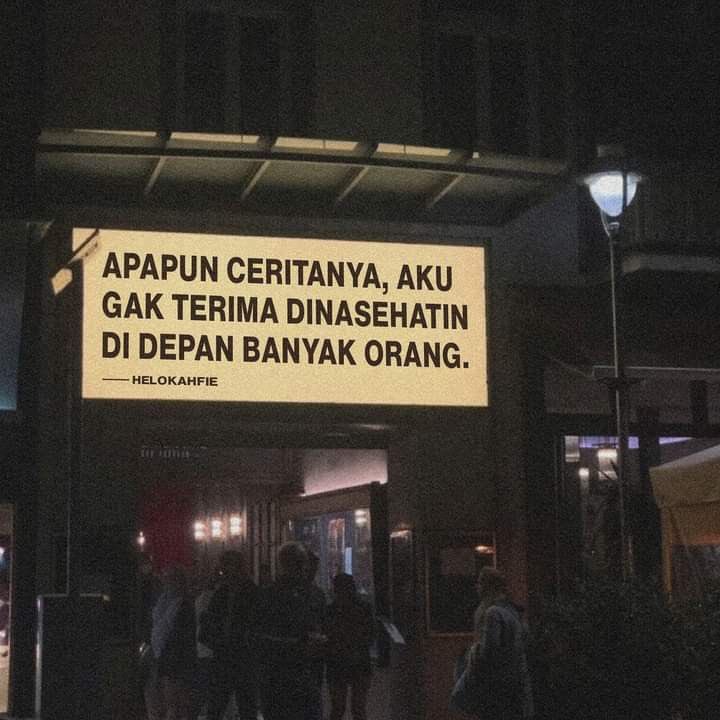 APAPUN CERITANYA, AKU
GAK TERIMA DINASEHATIN
DI DEPAN BANYAK ORANG.
—— HELOKAHFIE